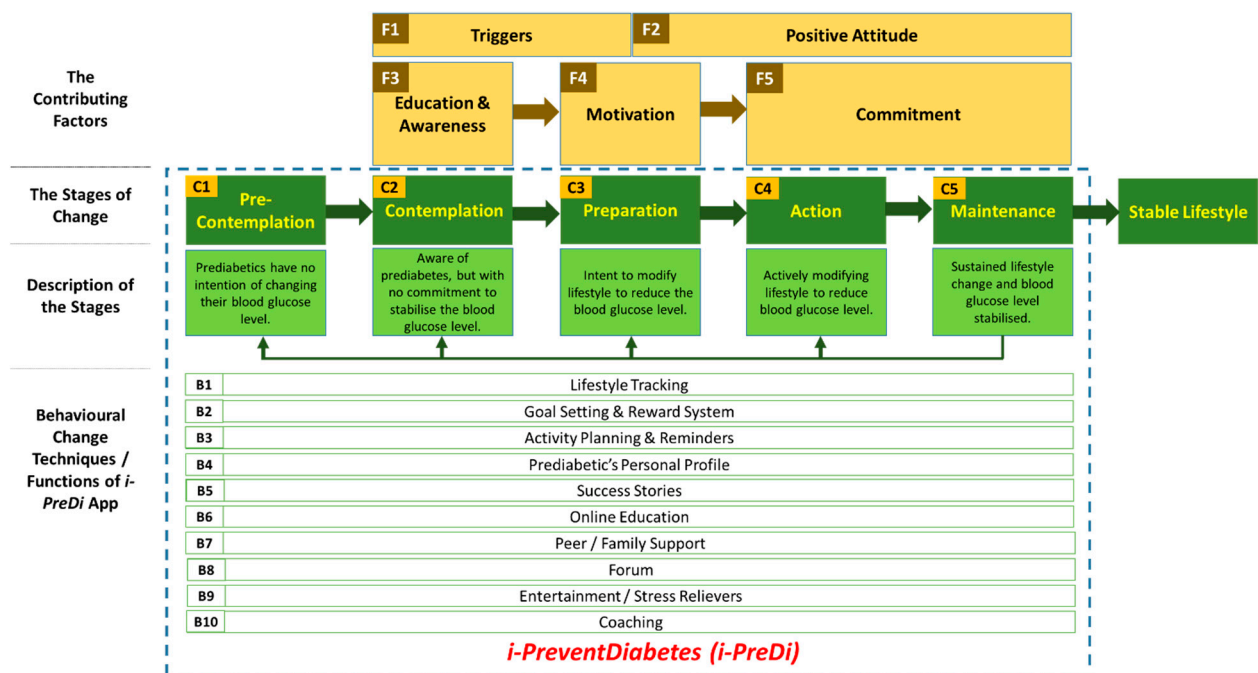 F1
Triggers
F2
Positive Attitude
The
Contributing
Factors
F3
Education &
Awareness
F4
Motivation
F5
Commitment
The Stages of
Change
C1
Pre-
Contemplation
C2
Contemplation
C3
Preparation
C4
Action
C5
Maintenance
Stable Lifestyle
Description of
the Stages
Prediabetics have no
intention of changing
their blood glucose
level.
Aware of
prediabetes, but with
no commitment to
stabilise the blood
glucose level.
Intent to modify
lifestyle to reduce the
blood glucose level.
Actively modifying
lifestyle to reduce
blood glucose level.
Sustained lifestyle
change and blood
glucose level
stabilised.
Behavioural
Change
Techniques /
Functions of i-
PreDi App
B1 Lifestyle Tracking
B2 Goal Setting & Reward System
B3 Activity Planning & Reminders
B4 Prediabetic's Personal Profile
B5 Success Stories
B6 Online Education
B7 Peer / Family Support
B8 Forum
B9 Entertainment / Stress Relievers
B10 Coaching
i-PreventDiabetes (i-PreDi)